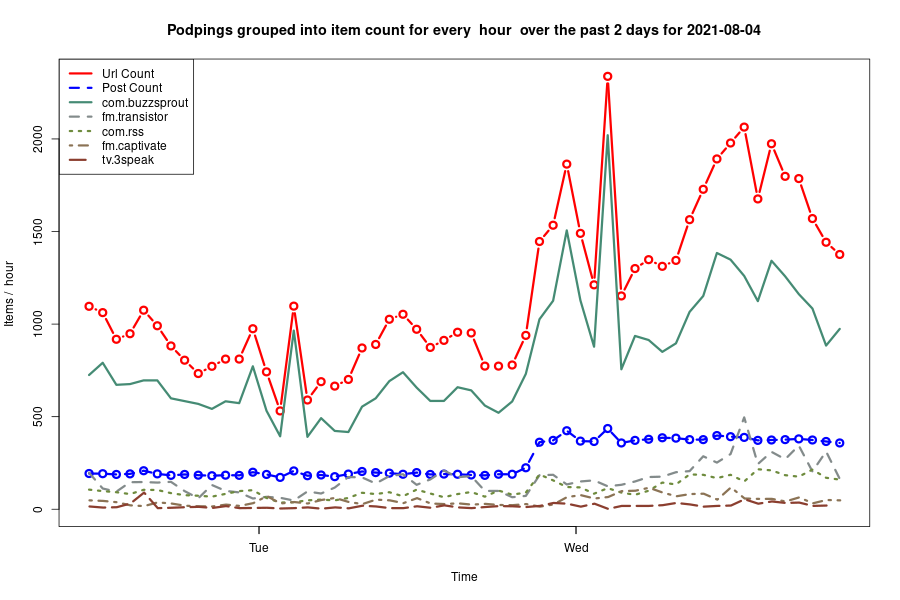 Podpings grouped into item count for every  hour  over the past 2 days for 2021-08-04
Url Count
Post Count
com.buzzsprout
fm.transistor
com.rss
fm.captivate
tv.3speak
Items / hour
2000
1500
1000
500
0
Tue
Wed
Time